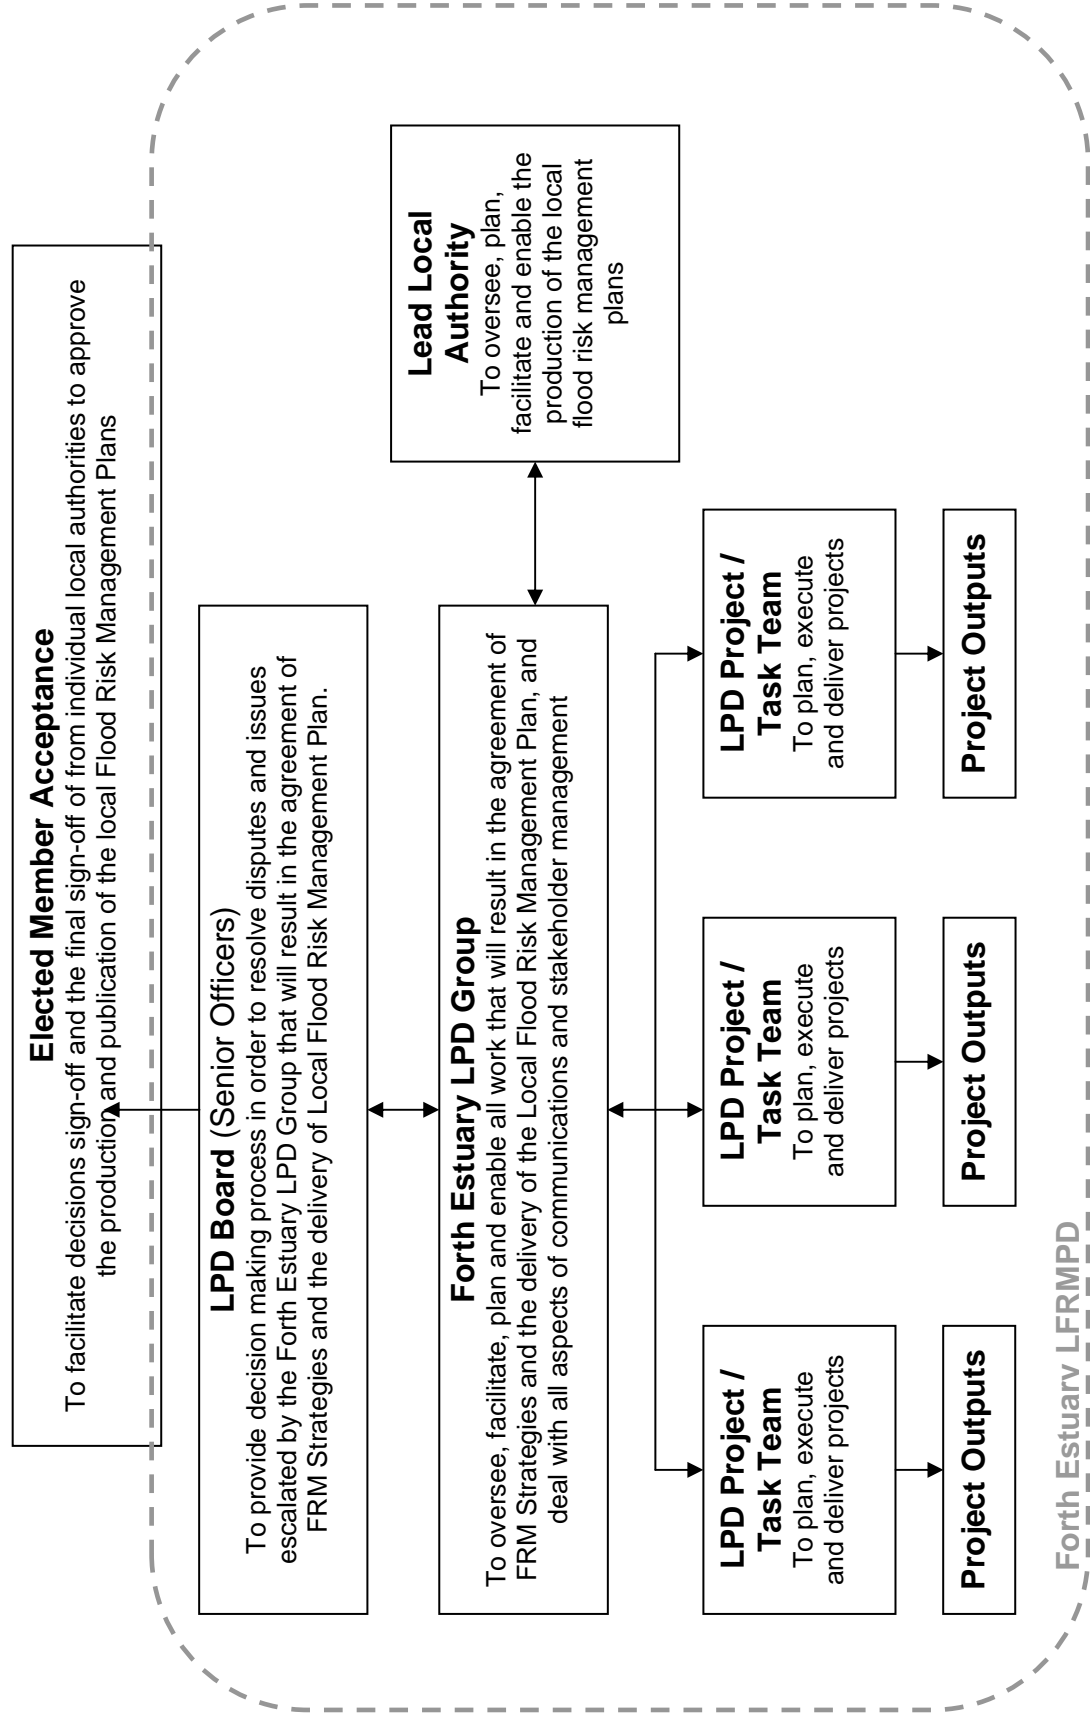 Elected Member Acceptance
To facilitate decisions sign-off and the final sign-off of from individual local authorities to approve
the production and publication of the local Flood Risk Management Plans
LPD Board (Senior Officers)
To provide decision making process in order to resolve disputes and issues
escalated by the Forth Estuary LPD Group that will result in the agreement of
FRM Strategies and the delivery of Local Flood Risk Management Plan.
Forth Estuary LPD Group
To oversee, facilitate, plan and enable all work that will result in the agreement of
FRM Strategies and the delivery of the Local Flood Risk Management Plan, and
deal with all aspects of communications and stakeholder management
Lead Local
Authority
To oversee, plan,
facilitate and enable the
production of the local
flood risk management
plans
LPD Project /
Task Team
To plan, execute
and deliver projects
LPD Project /
Task Team
To plan, execute
and deliver projects
LPD Project /
Task Team
To plan, execute
and deliver projects
Project Outputs
Project Outputs
Project Outputs
Forth Estuary LFRMPD